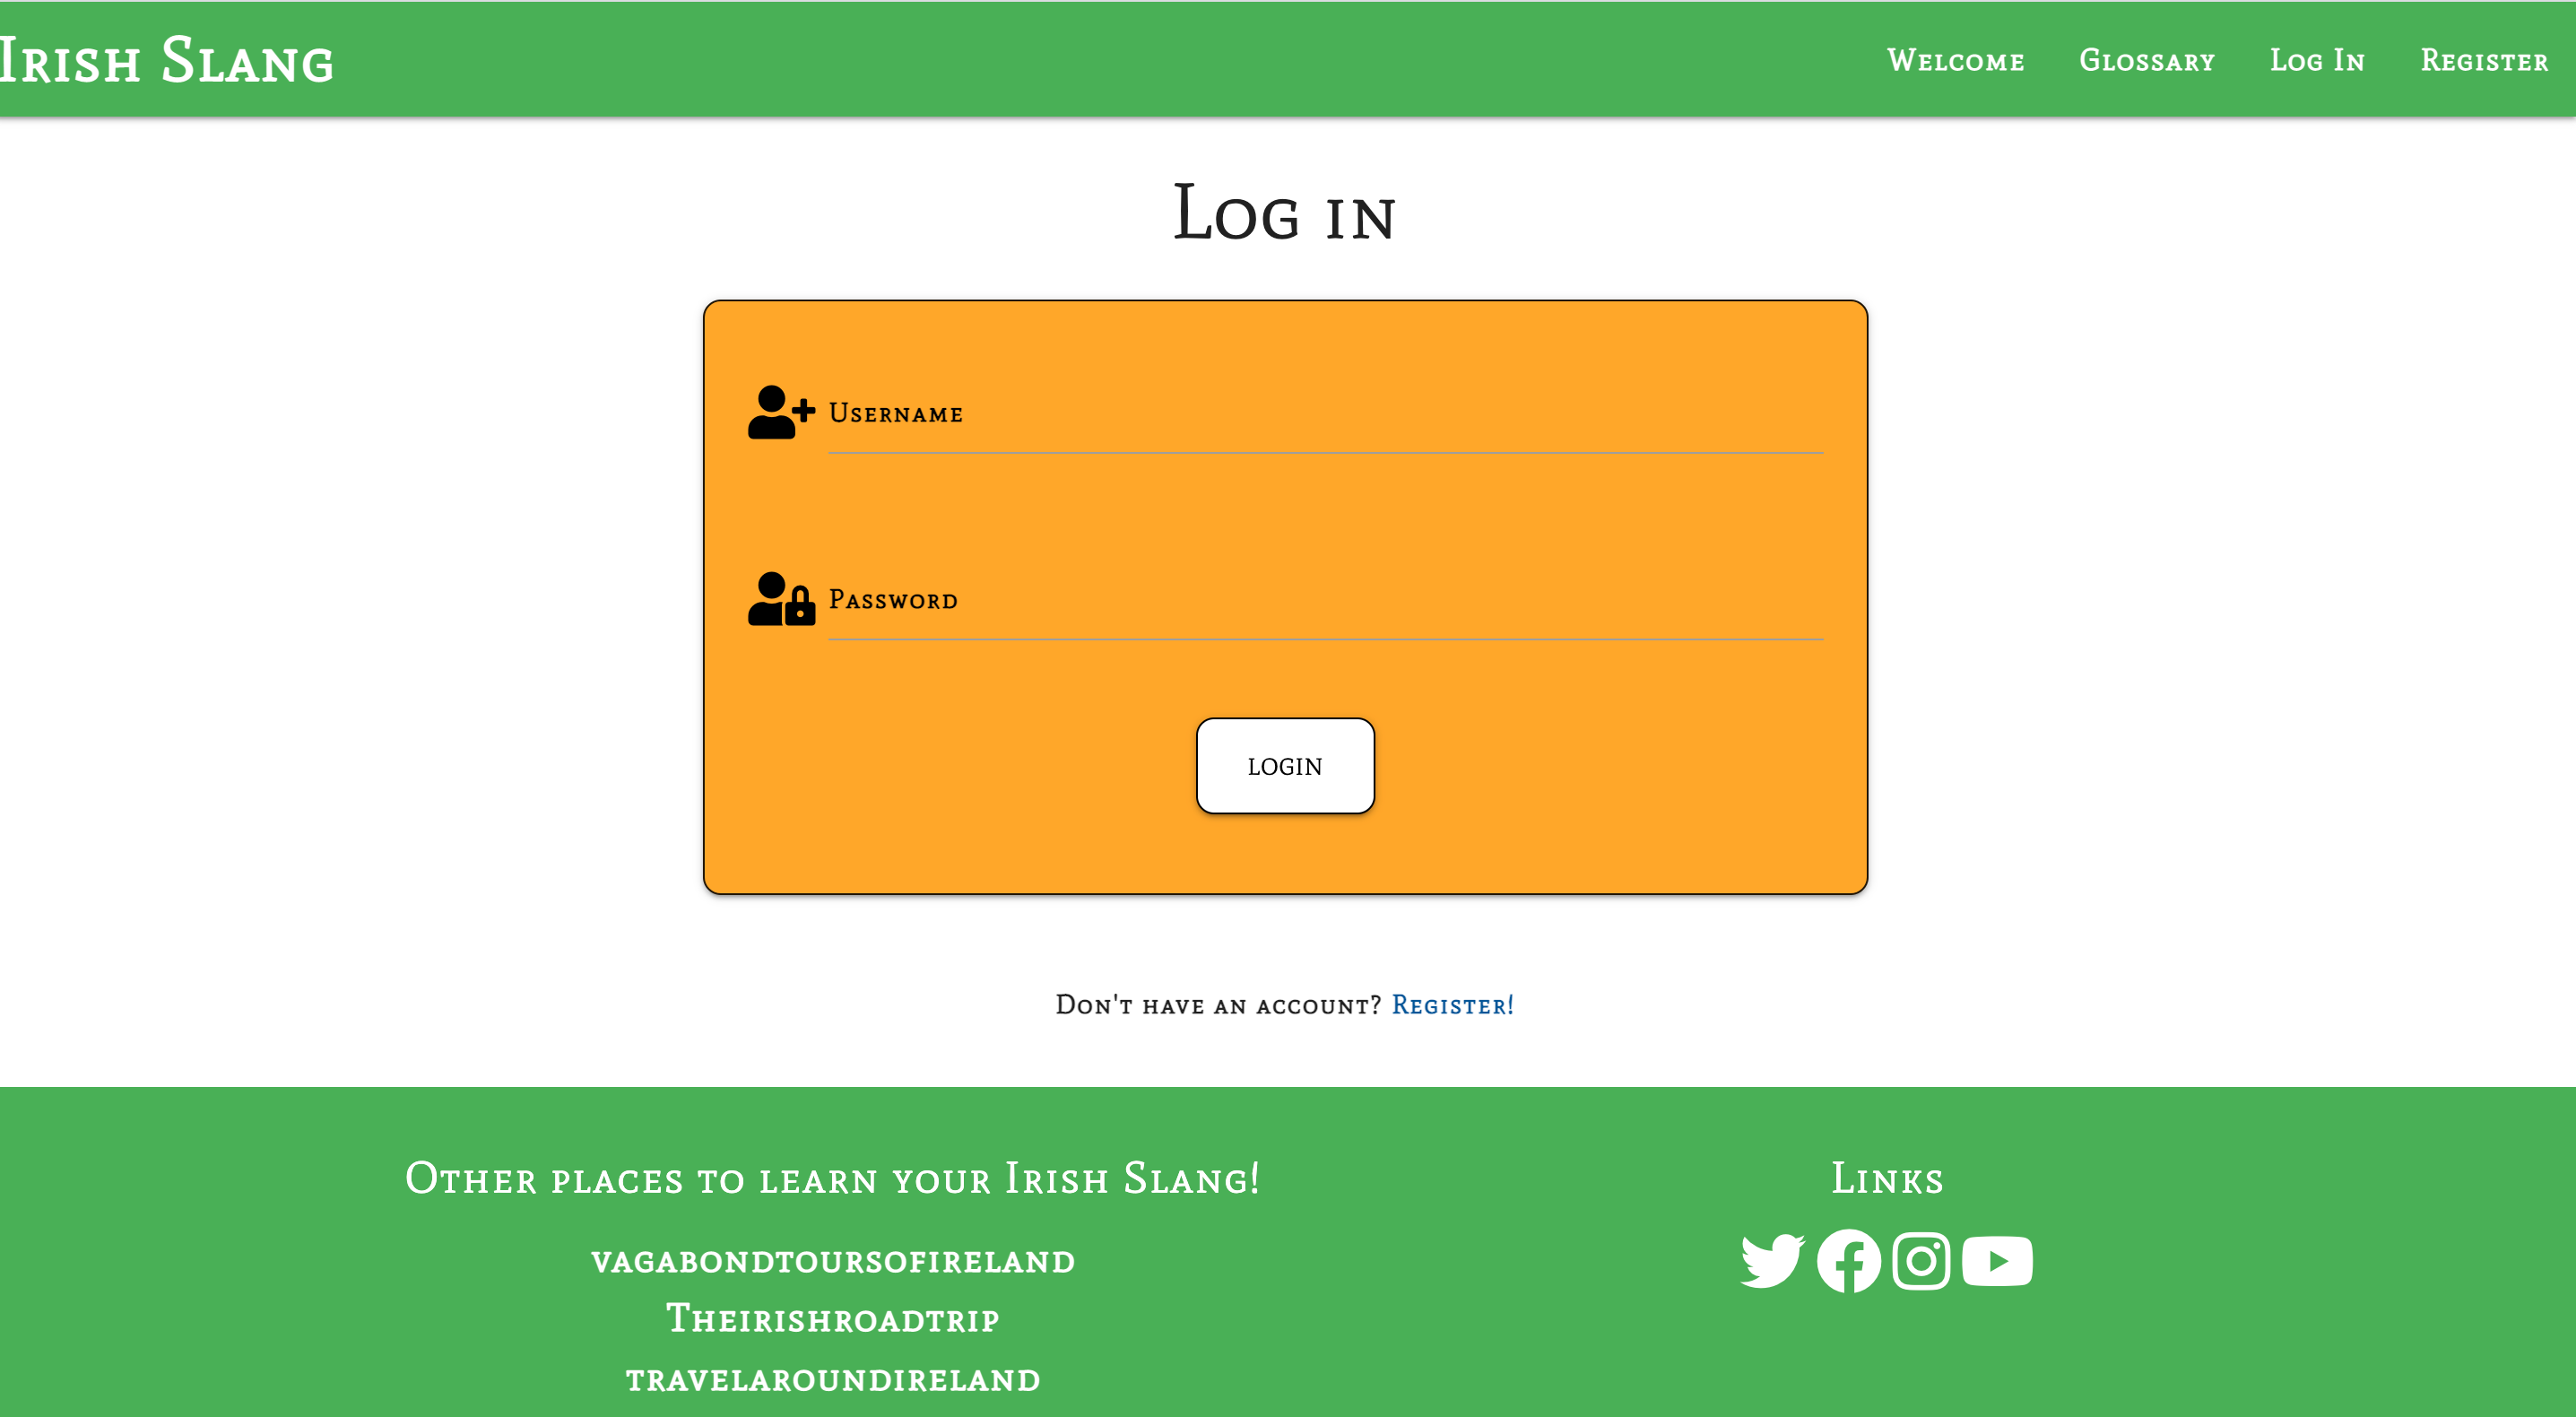 Irish Slang
Welcome Glossary Log In Register
Log in
Username
Password
LOGIN
Don't have an account? Register!
Other places to learn your Irish Slang!
Links
vagabondtoursofireland
Theirishroadtrip
travelaroundireland